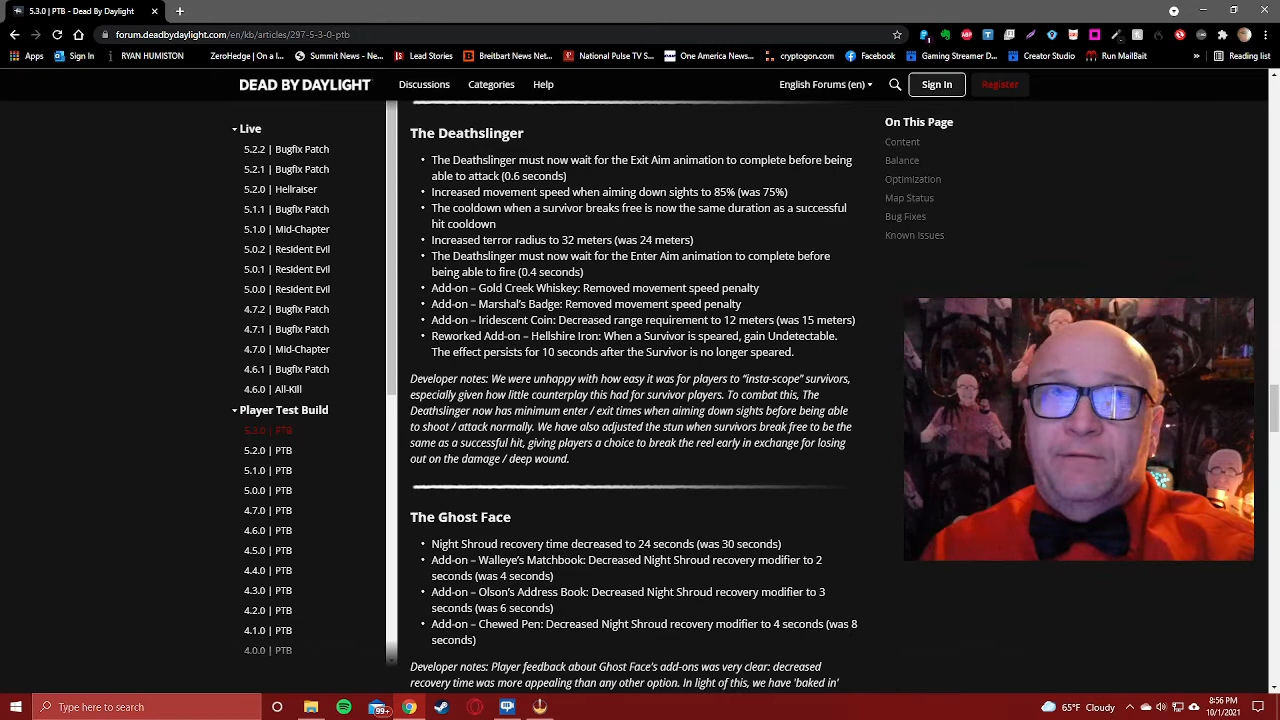 5.3.0 | PTB - Dead by Daylight
forum.deadbydaylight.com/en/kb/articles/297-5-3-0-ptb
Apps
Sign In
RYAN HUMISTON
ZeroHedge | On a lo...
Summit News - Ne...
Lead Stories
Breitbart News Net...
National Pulse T/S...
One America News...
cryptogon.com
Facebook
Gaming Streamer D...
Creator Studio
Run MailBait
»
Reading list
DEAD BY DAYLIGHT
Discussions
Categories
Help
English Forums (en)
Sign In
Register
Live
5.2.2 | Bugfix Patch
5.2.1 | Bugfix Patch
5.2.0 | Hellraiser
5.1.1 | Bugfix Patch
5.1.0 | Mid-Chapter
5.0.2 | Resident Evil
5.0.1 | Resident Evil
5.0.0 | Resident Evil
4.7.2 | Bugfix Patch
4.7.1 | Bugfix Patch
4.7.0 | Mid-Chapter
4.6.1 | Bugfix Patch
4.6.0 | All-Kill
Player Test Build
5.3.0 | PTB
5.2.0 | PTB
5.1.0 | PTB
5.0.0 | PTB
4.7.0 | PTB
4.6.0 | PTB
4.5.0 | PTB
4.4.0 | PTB
4.3.0 | PTB
4.2.0 | PTB
4.1.0 | PTB
4.0.0 | PTB
The Deathslinger
• The Deathslinger must now wait for the Exit Aim animation to complete before being
able to attack (0.6 seconds)
• Increased movement speed when aiming down sights to 85% (was 75%)
• The cooldown when a survivor breaks free is now the same duration as a successful
hit cooldown
• Increased terror radius to 32 meters (was 24 meters)
• The Deathslinger must now wait for the Enter Aim animation to complete before
being able to fire (0.4 seconds)
• Add-on – Gold Creek Whiskey: Removed movement speed penalty
• Add-on – Marshal's Badge: Removed movement speed penalty
• Add-on – Iridescent Coin: Decreased range requirement to 12 meters (was 15 meters)
• Reworked Add-on – Hellshire Iron: When a Survivor is speared, gain Undetectable.
The effect persists for 10 seconds after the Survivor is no longer speared.
Developer notes: We were unhappy with how easy it was for players to “insta-scope” survivors,
especially given how little counterplay this had for survivor players. To combat this, The
Deathslinger now has minimum enter / exit times when aiming down sights before being able
to shoot / attack normally. We have also adjusted the stun when survivors break free to be the
same as a successful hit, giving players a choice to break the reel early in exchange for losing
out on the damage / deep wound.
The Ghost Face
• Night Shroud recovery time decreased to 24 seconds (was 30 seconds)
• Add-on – Walleye's Matchbook: Decreased Night Shroud recovery modifier to 2
seconds (was 4 seconds)
• Add-on – Olson's Address Book: Decreased Night Shroud recovery modifier to 3
seconds (was 6 seconds)
• Add-on – Chewed Pen: Decreased Night Shroud recovery modifier to 4 seconds (was 8
seconds)
Developer notes: Player feedback about Ghost Face's add-ons was very clear: decreased
recovery time was more appealing than any other option. In light of this, we have 'baked in'
On This Page
Content
Balance
Optimization
Map Status
Bug Fixes
Known Issues
Type here to search
99+
65°F Cloudy
8:56 PM
10/1/2021